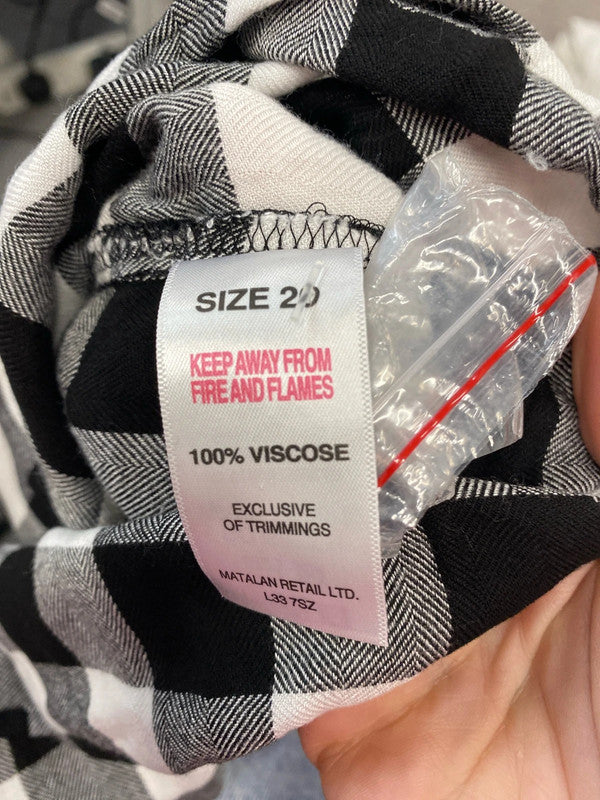 SIZE 20
KEEP AWAY FROM
FIRE AND FLAMES
100% VISCOSE
EXCLUSIVE
OF TRIMMINGS
MATALAN RETAIL LTD.
L33 7SZ